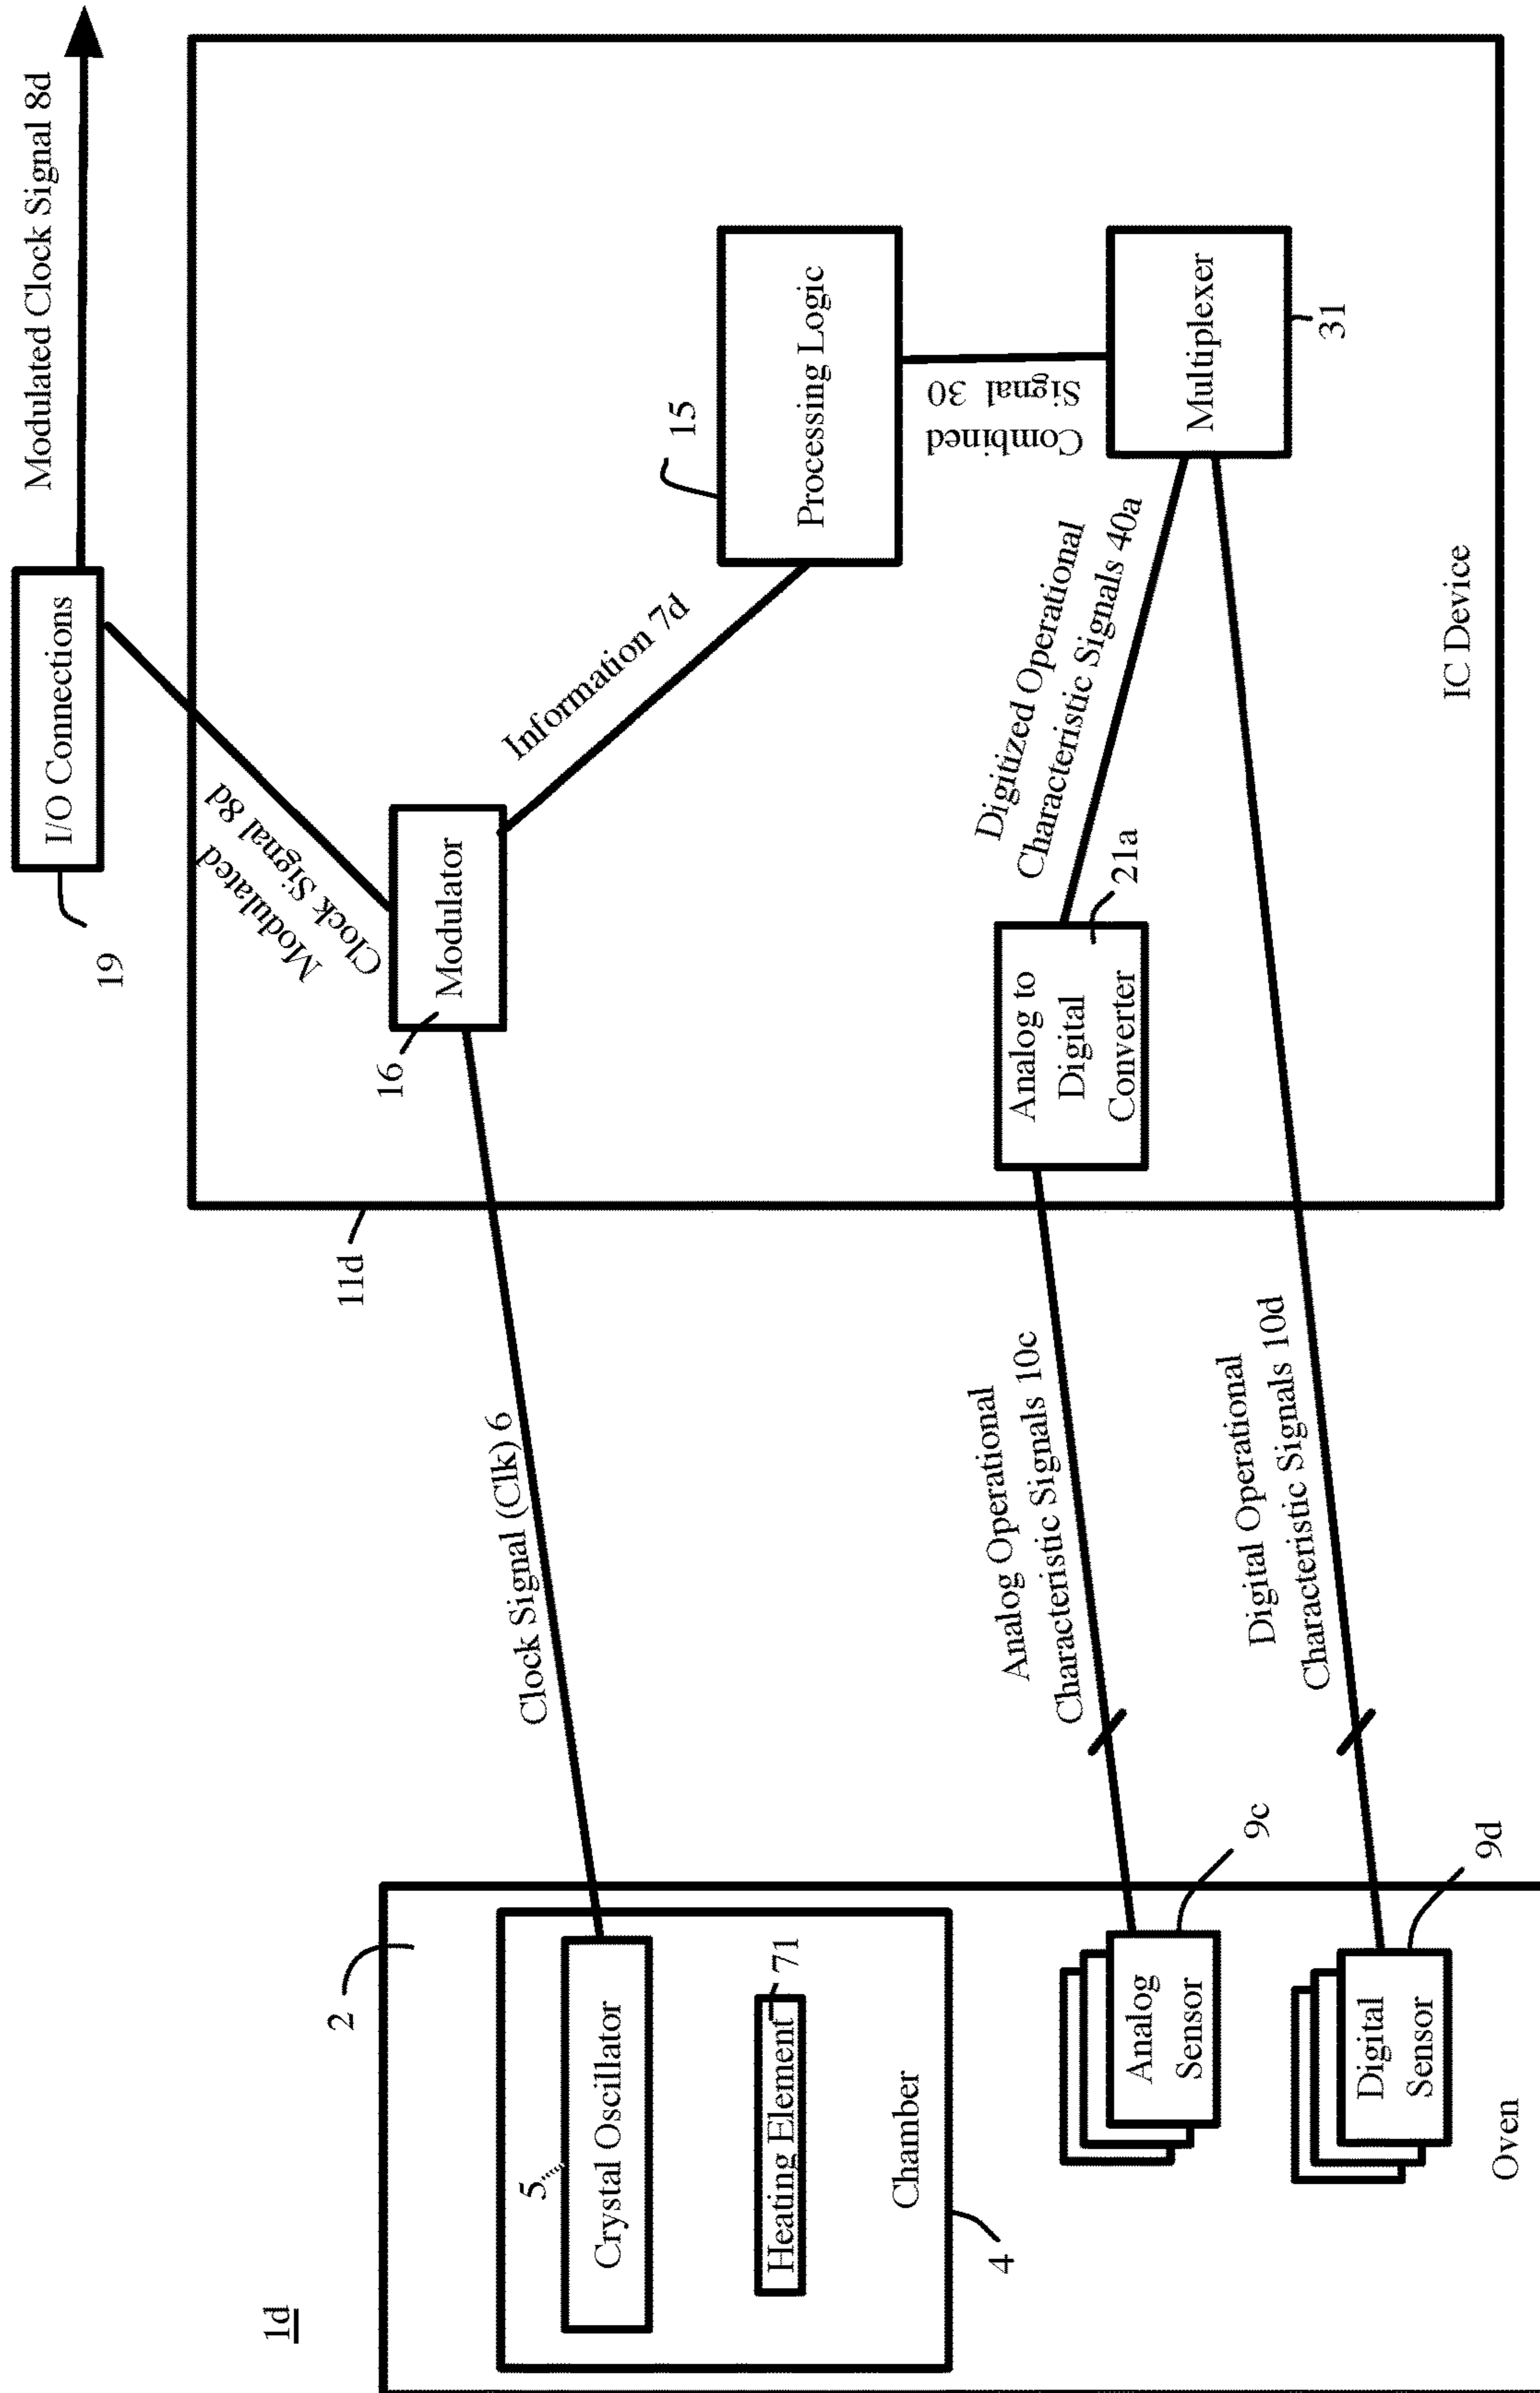 1d
2
5
Crystal Oscillator
Heating Element
71
Chamber
4
Analog
Sensor
9c
Digital
Sensor
9d
Oven
Clock Signal (Clk) 6
Analog Operational
Characteristic Signals 10c
Digital Operational
Characteristic Signals 10d
11d
16
Modulator
Modulated
Clock Signal 8d
19
I/O Connections
Modulated Clock Signal 8d
Information 7d
15
Processing Logic
Combined
Signal 30
Analog to
Digital
Converter
21a
Digitized Operational
Characteristic Signals 40a
Multiplexer
31
IC Device